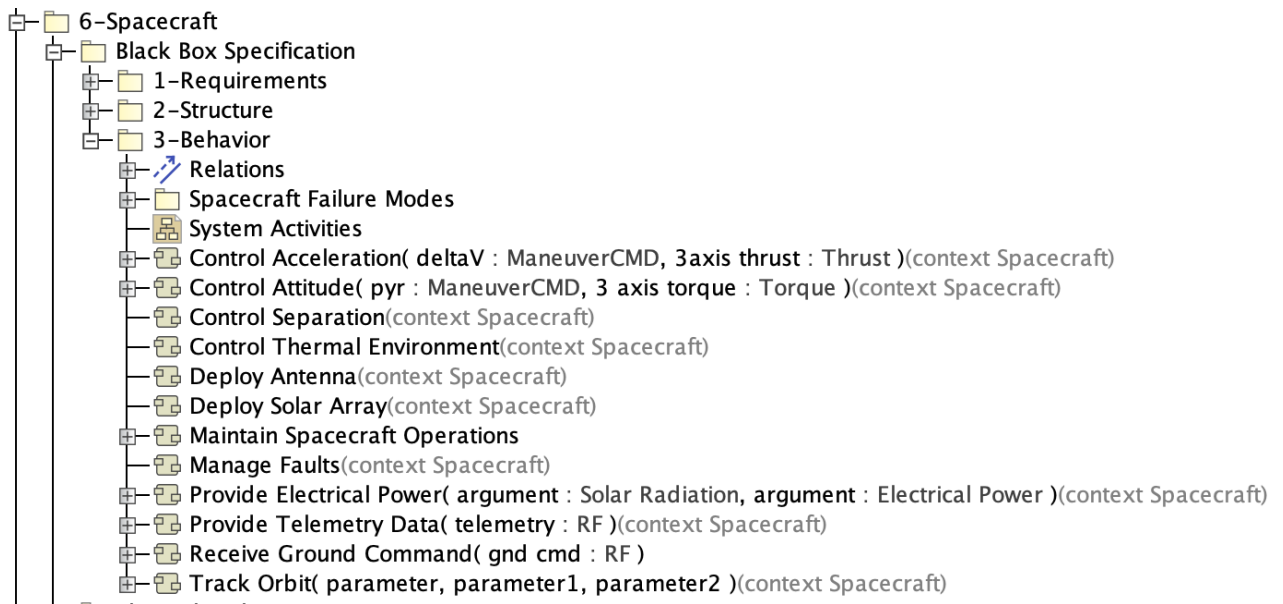 6-Spacecraft
Black Box Specification
1-Requirements
2-Structure
3-Behavior
Relations
Spacecraft Failure Modes
System Activities
Control Acceleration( deltaV : ManeuverCMD, 3axis thrust : Thrust )(context Spacecraft)
Control Attitude( pyr : ManeuverCMD, 3 axis torque : Torque )(context Spacecraft)
Control Separation(context Spacecraft)
Control Thermal Environment(context Spacecraft)
Deploy Antenna(context Spacecraft)
Deploy Solar Array(context Spacecraft)
Maintain Spacecraft Operations
Manage Faults(context Spacecraft)
Provide Electrical Power( argument : Solar Radiation, argument : Electrical Power )(context Spacecraft)
Provide Telemetry Data( telemetry : RF )(context Spacecraft)
Receive Ground Command( gnd cmd : RF )
Track Orbit( parameter, parameter1, parameter2 )(context Spacecraft)